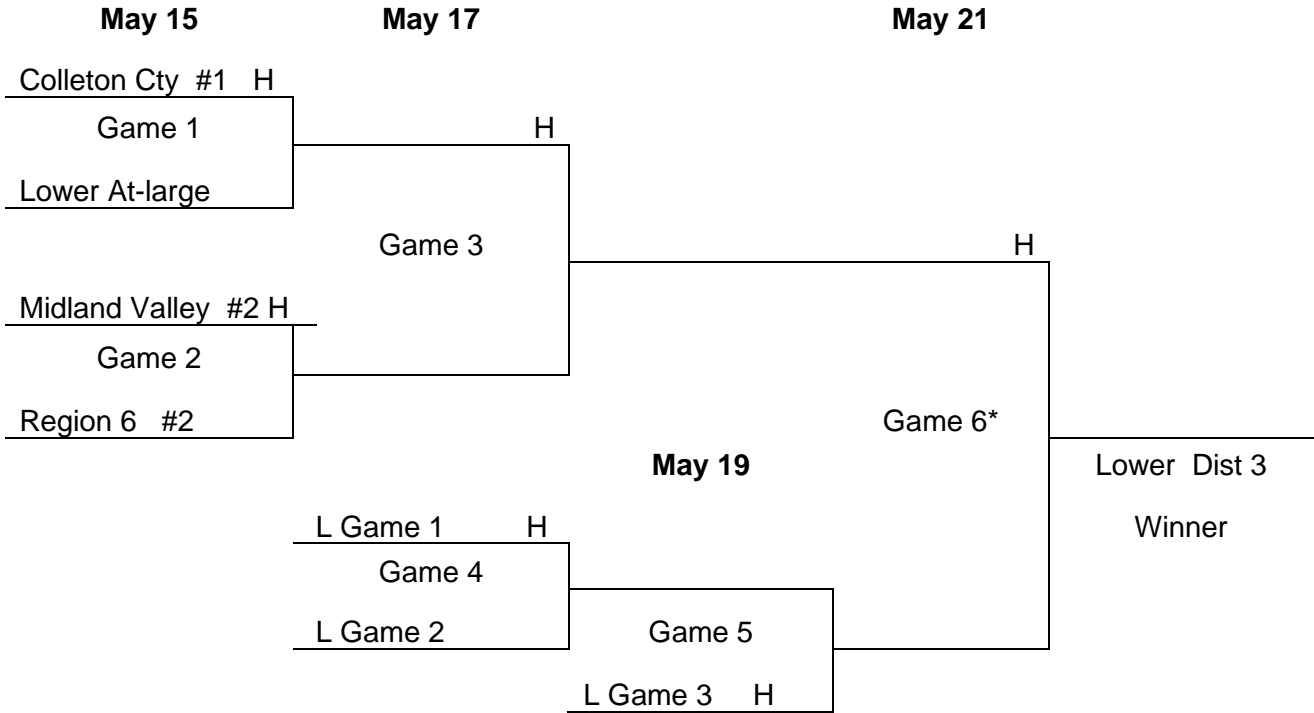 May 15 May 17 May 21
Colleton Cty #1 H
Game 1 H
Lower At-large
Game 3 H
Midland Valley #2 H
Game 2
Region 6 #2 Game 6*
May 19 Lower Dist 3
L Game 1 H Winner
Game 4
L Game 2 Game 5
L Game 3 H